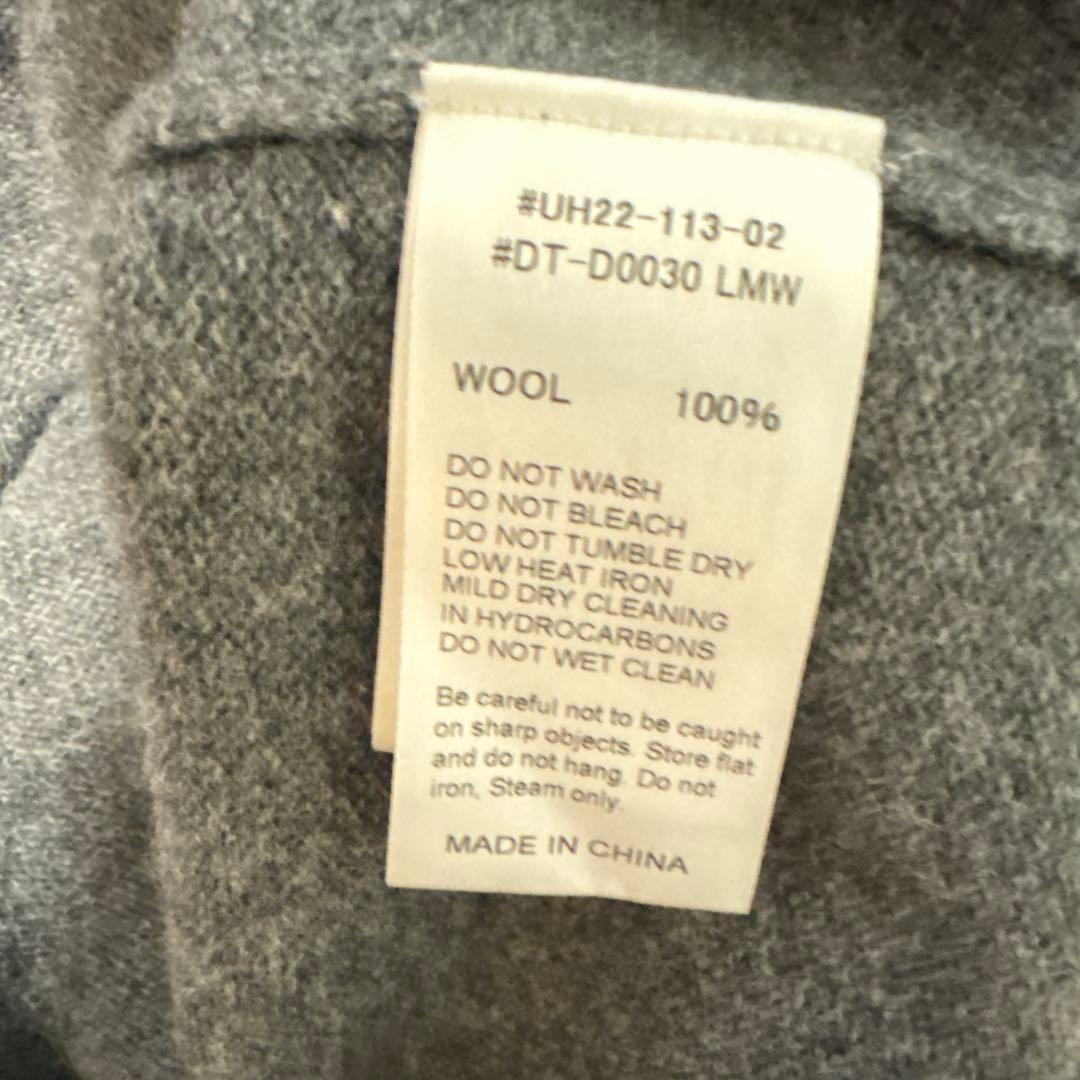 #UH22-113-02
#DT-D0030 LMW
WOOL 100%
DO NOT WASH
DO NOT BLEACH
DO NOT TUMBLE DRY
LOW HEAT IRON
MILD DRY CLEANING
IN HYDROCARBONS
DO NOT WET CLEAN
Be careful not to be caught
on sharp objects. Store flat
and do not hang. Do not
iron, Steam only.
MADE IN CHINA